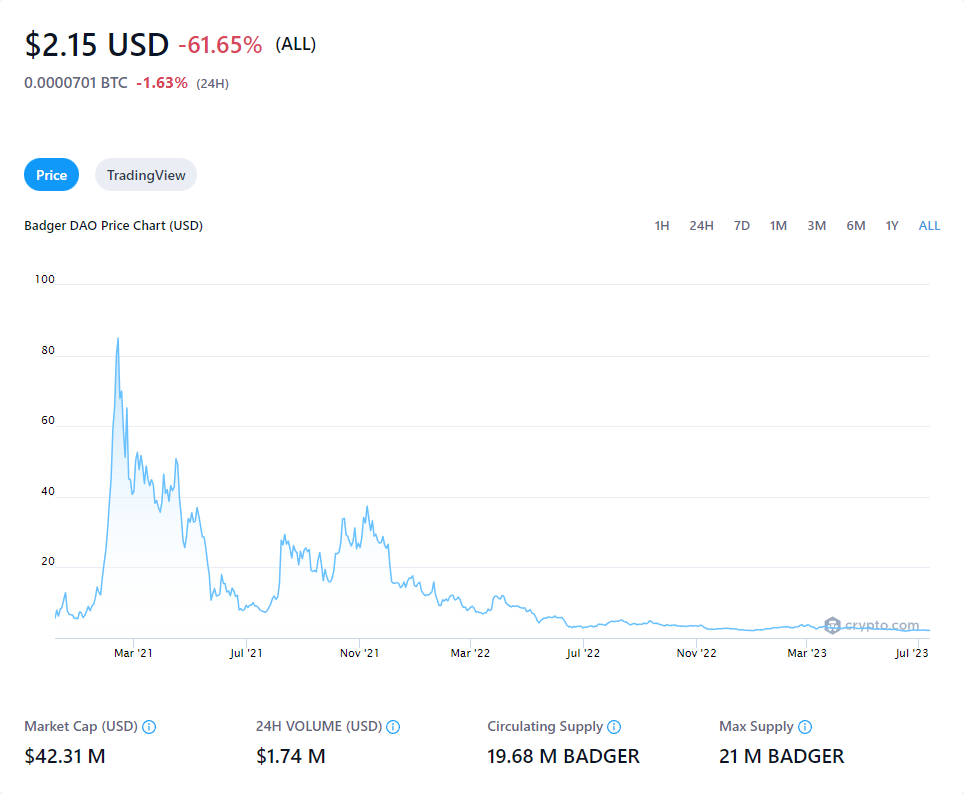 $2.15 USD -61.65% (ALL)
0.0000701 BTC -1.63% (24H)
Price TradingView
Badger DAO Price Chart (USD) 1H 24H 7D 1M 3M 6M 1Y ALL
100
80
60
40
20
crypto.com
Mar '21 Jul '21 Nov '21 Mar '22 Jul '22 Nov '22 Mar '23 Jul '23
Market Cap (USD) 24H VOLUME (USD) Circulating Supply Max Supply
$42.31 M $1.74 M 19.68 M BADGER 21 M BADGER